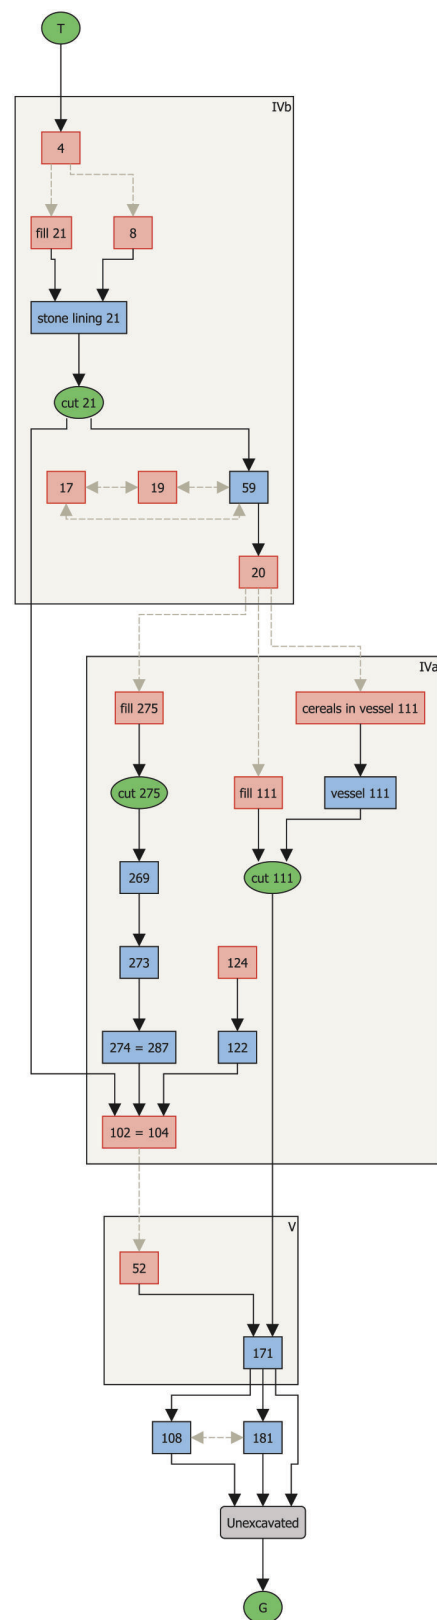 T
IVb
4
fill 21
8
stone lining 21
cut 21
17
19
59
20
IVa
fill 275
cereals in vessel 111
cut 275
fill 111
vessel 111
269
cut 111
273
124
274 = 287
122
102 = 104
V
52
171
108
181
Unexcavated
G